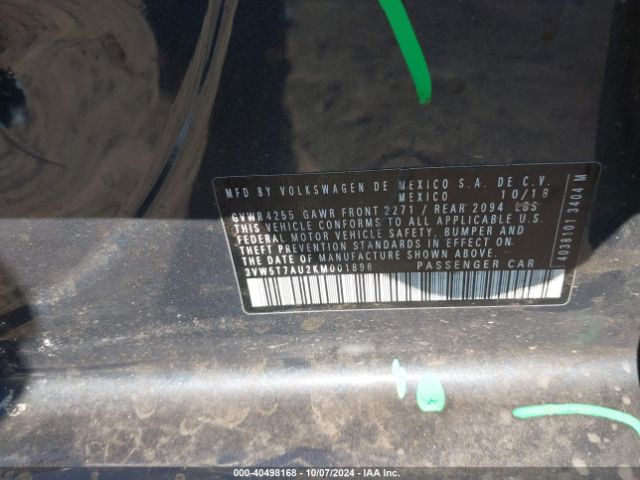 MFD BY VOLKSWAGEN DE MEXICO S.A. DE C.V.
MEXICO 10/18
GVWR 4255 GAWR FRONT 2271 / REAR 2094 LBS
THIS VEHICLE CONFORMS TO ALL APPLICABLE U.S.
FEDERAL MOTOR VEHICLE SAFETY, BUMPER AND
THEFT PREVENTION STANDARDS IN EFFECT ON
THE DATE OF MANUFACTURE SHOWN ABOVE.
3VW5T7AU2KM001896 PASSENGER CAR
4038101 3404 M
000-40498168 - 10/07/2024 - IAA Inc.